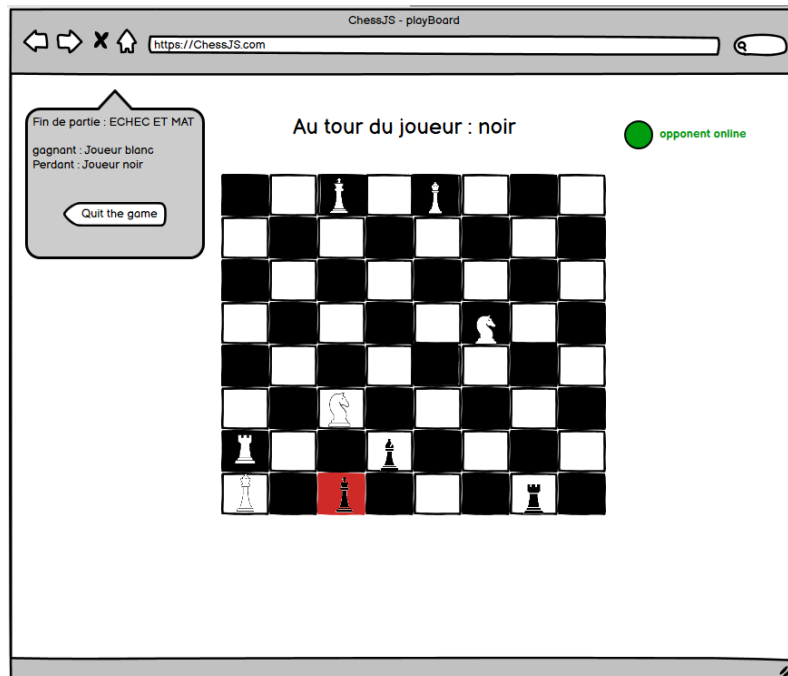 ChessJS - playBoard
https://ChessJS.com
Fin de partie : ECHEC ET MAT
gagnant : Joueur blanc
Perdant : Joueur noir
Quit the game
Au tour du joueur : noir
opponent online